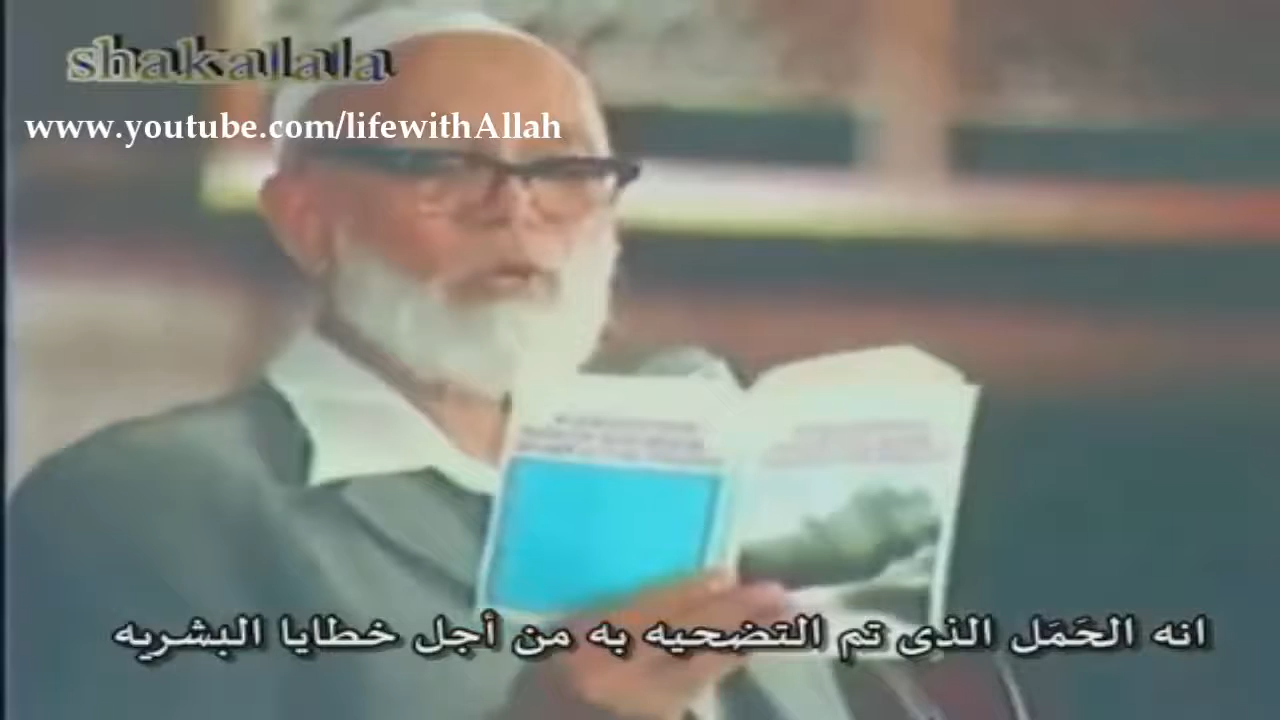 shakalala
www.youtube.com/lifewithAllah
انه الحَمَل الذى تم التضحيه به من أجل خطايا البشريه